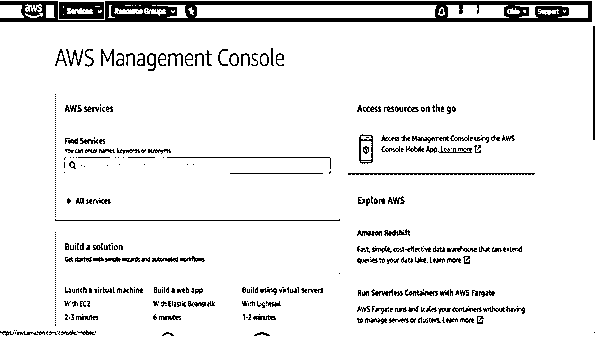 aws Services Resource Groups Ohio Support
AWS Management Console
AWS services
Find Services
You can enter names, keywords or acronyms.
All services
Build a solution
Get started with simple wizards and automated workflows.
Launch a virtual machine
With EC2
2-3 minutes
Build a web app
With Elastic Beanstalk
6 minutes
Build using virtual servers
With Lightsail
1-2 minutes
Access resources on the go
Access the Management Console using the AWS
Console Mobile App. Learn more
Explore AWS
Amazon Redshift
Fast, simple, cost-effective data warehouse that can extend
queries to your data lake. Learn more
Run Serverless Containers with AWS Fargate
AWS Fargate runs and scales your containers without having
to manage servers or clusters. Learn more
https://aws.amazon.com/console/mobile/